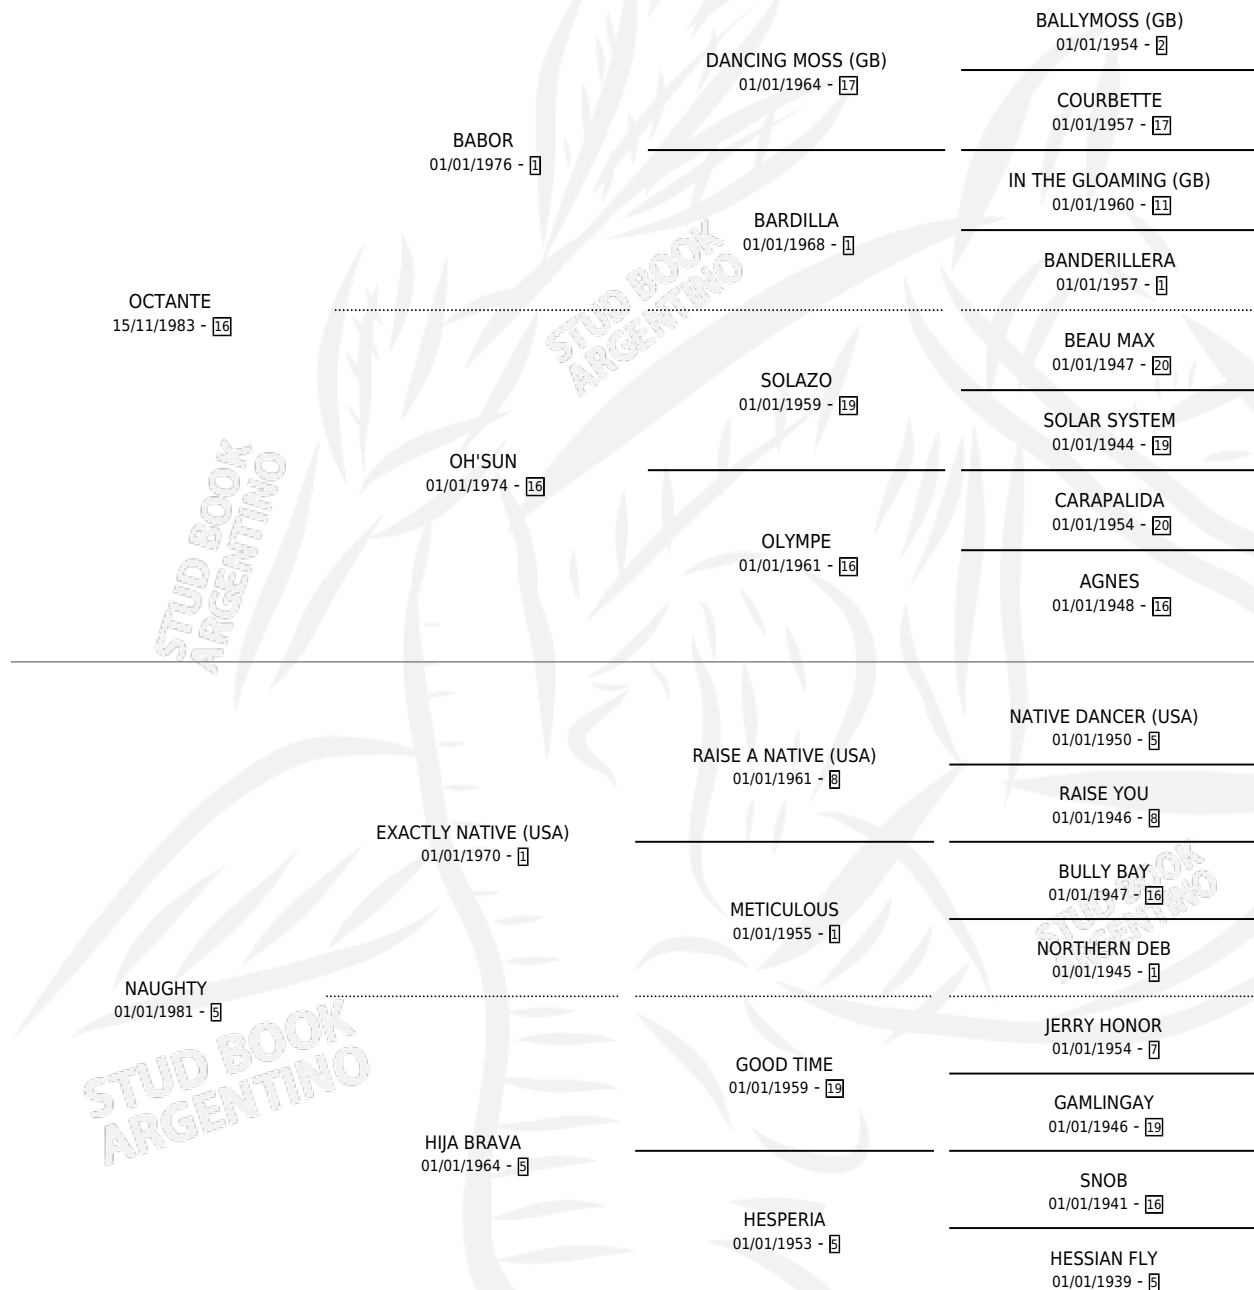 BALLYMOSS (GB)
01/01/1954 - 2
DANCING MOSS (GB)
01/01/1964 - 17
COURBETTE
01/01/1957 - 17
BABOR
01/01/1976 - 1
IN THE GLOAMING (GB)
01/01/1960 - 11
BARDILLA
01/01/1968 - 1
BANDERILLERA
01/01/1957 - 1
OCTANTE
15/11/1983 - 16
BEAU MAX
01/01/1947 - 20
SOLAZO
01/01/1959 - 19
SOLAR SYSTEM
01/01/1944 - 19
OH'SUN
01/01/1974 - 16
CARAPALIDA
01/01/1954 - 20
OLYMPE
01/01/1961 - 16
AGNES
01/01/1948 - 16
NATIVE DANCER (USA)
01/01/1950 - 5
RAISE A NATIVE (USA)
01/01/1961 - 8
RAISE YOU
01/01/1946 - 8
EXACTLY NATIVE (USA)
01/01/1970 - 1
BULLY BAY
01/01/1947 - 16
METICULOUS
01/01/1955 - 1
NORTHERN DEB
01/01/1945 - 1
NAUGHTY
01/01/1981 - 5
JERRY HONOR
01/01/1954 - 7
GOOD TIME
01/01/1959 - 19
GAMLINGAY
01/01/1946 - 19
HIJA BRAVA
01/01/1964 - 5
SNOB
01/01/1941 - 16
HESPERIA
01/01/1953 - 5
HESSIAN FLY
01/01/1939 - 5
STUD BOOK
ARGENTINO
STUD BOOK
ARGENTINO
STUD BOOK
ARGENTINO
STUD BOOK
ARGENTINO